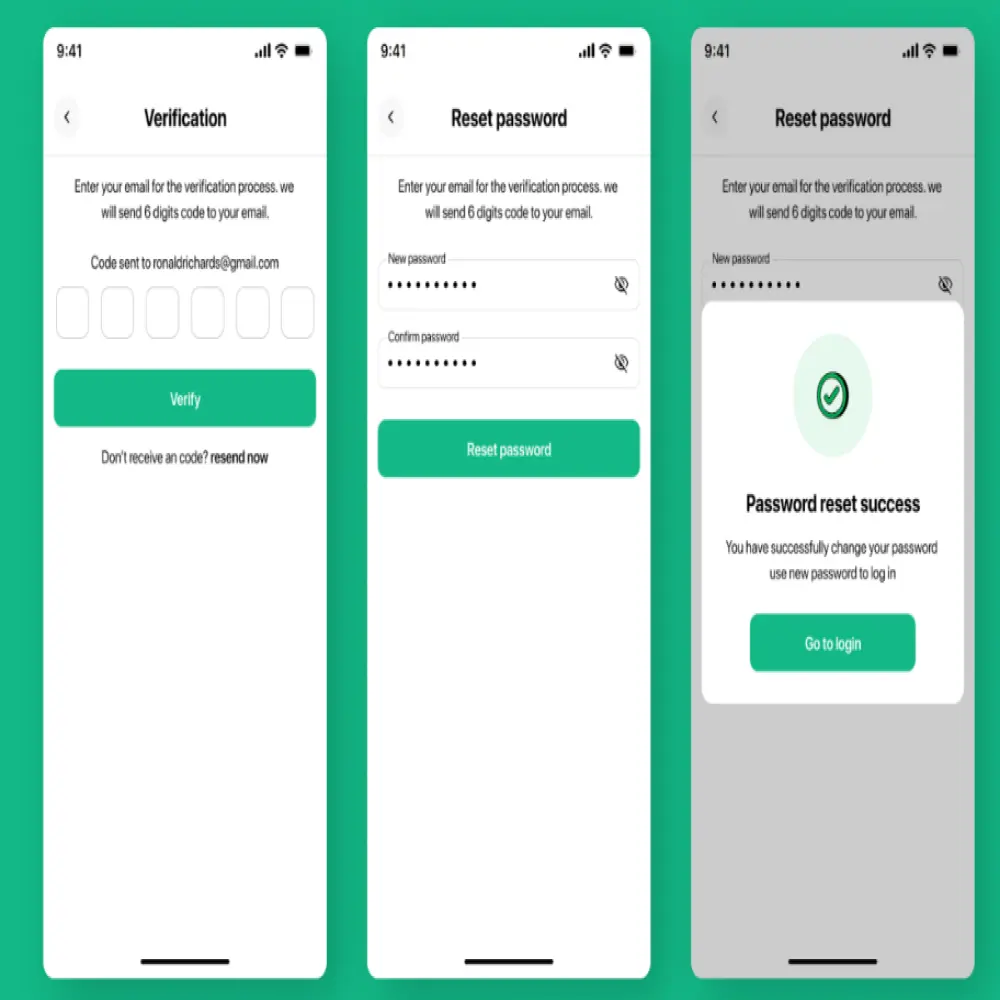 9:41
Verification
Enter your email for the verification process. we
will send 6 digits code to your email.
Code sent to ronaldrichards@gmail.com
Verify
Don't receive an code? resend now
9:41
Reset password
Enter your email for the verification process. we
will send 6 digits code to your email.
New password
••••••••••
Confirm password
••••••••••
Reset password
9:41
Reset password
Enter your email for the verification process. we
will send 6 digits code to your email.
New password
••••••••••
Password reset success
You have successfully change your password
use new password to log in
Go to login